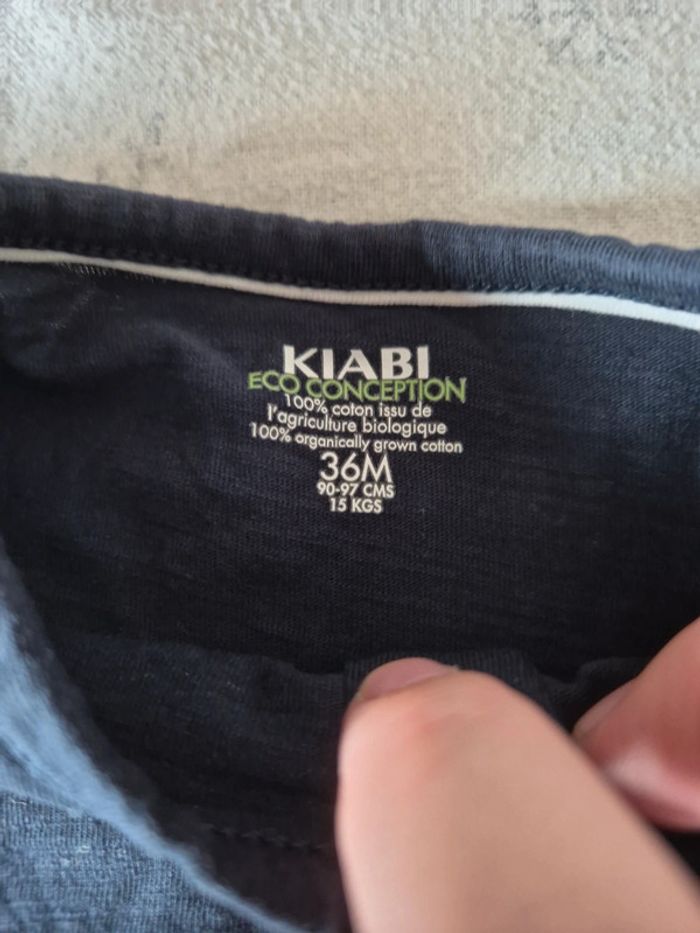 KIABI
ECO CONCEPTION
100% coton issu de
l'agriculture biologique
100% organically grown cotton
36M
90-97 CMS
15 KGS